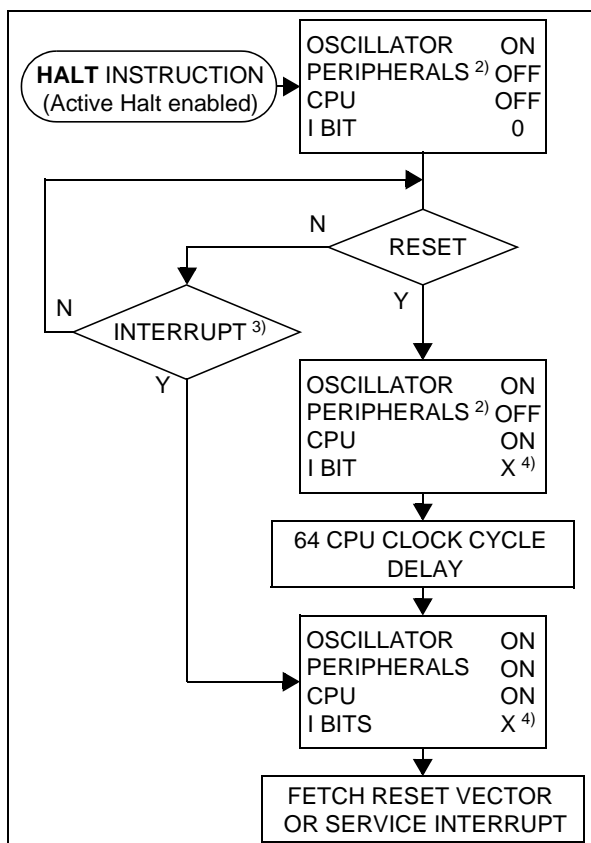 HALT INSTRUCTION
(Active Halt enabled)
OSCILLATOR ON
PERIPHERALS 2) OFF
CPU OFF
I BIT 0
N
RESET
Y
N
INTERRUPT 3)
Y
OSCILLATOR ON
PERIPHERALS 2) OFF
CPU ON
I BIT X 4)
64 CPU CLOCK CYCLE
DELAY
OSCILLATOR ON
PERIPHERALS ON
CPU ON
I BITS X 4)
FETCH RESET VECTOR
OR SERVICE INTERRUPT